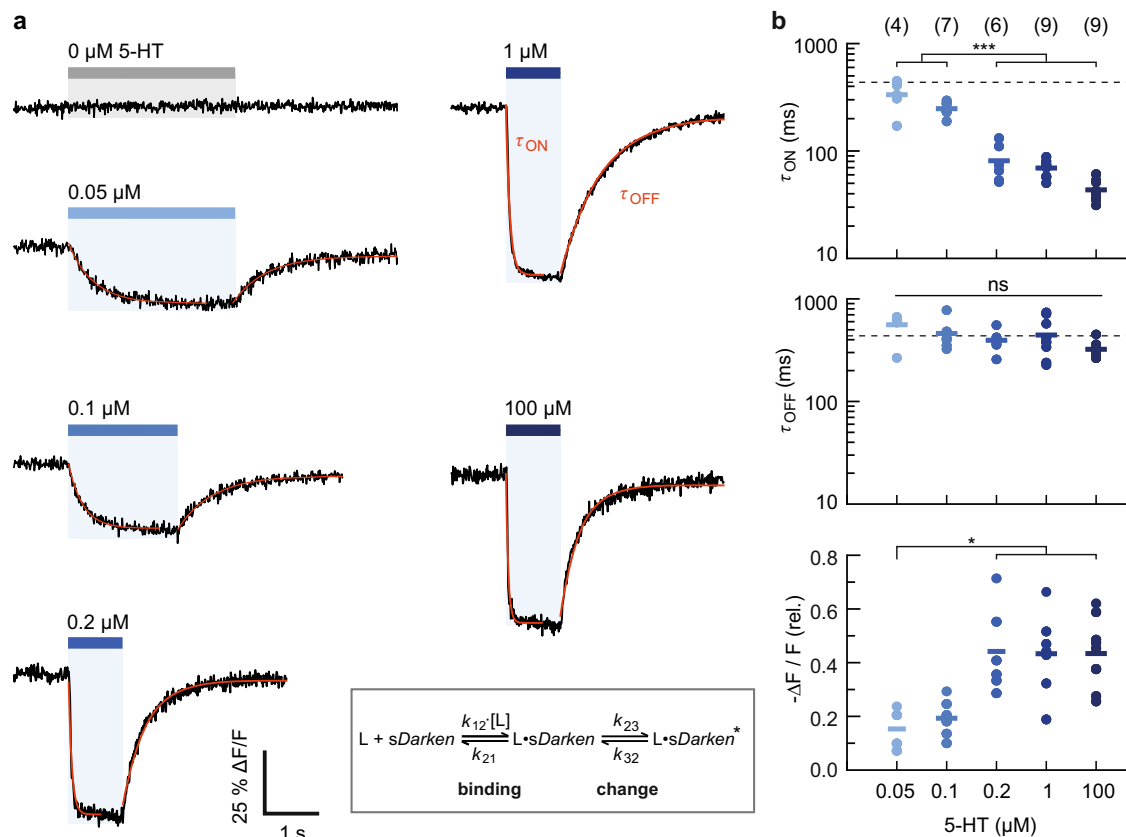 a
0 µM 5-HT
0.05 µM
0.1 µM
0.2 µM
1 µM
τON
τOFF
100 µM
25 % ΔF/F
1 s
L + sDarken k12·[L] k21 L•sDarken k23 k32 L•sDarken*
binding change
b
(4) (7) (6) (9) (9)
***
1000
100
10
τON (ms)
ns
1000
100
10
τOFF (ms)
*
0.8
0.6
0.4
0.2
0.0
-ΔF / F (rel.)
0.05 0.1 0.2 1 100
5-HT (µM)